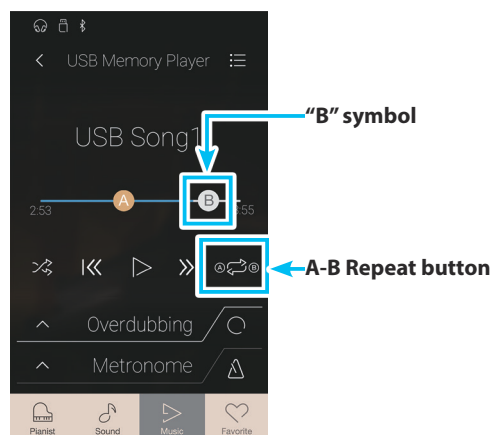 USB Memory Player
“B” symbol
USB Song1
A
B
2:53
:55
A-B Repeat button
A
B
Overdubbing
Metronome
Pianist
Sound
Music
Favorite